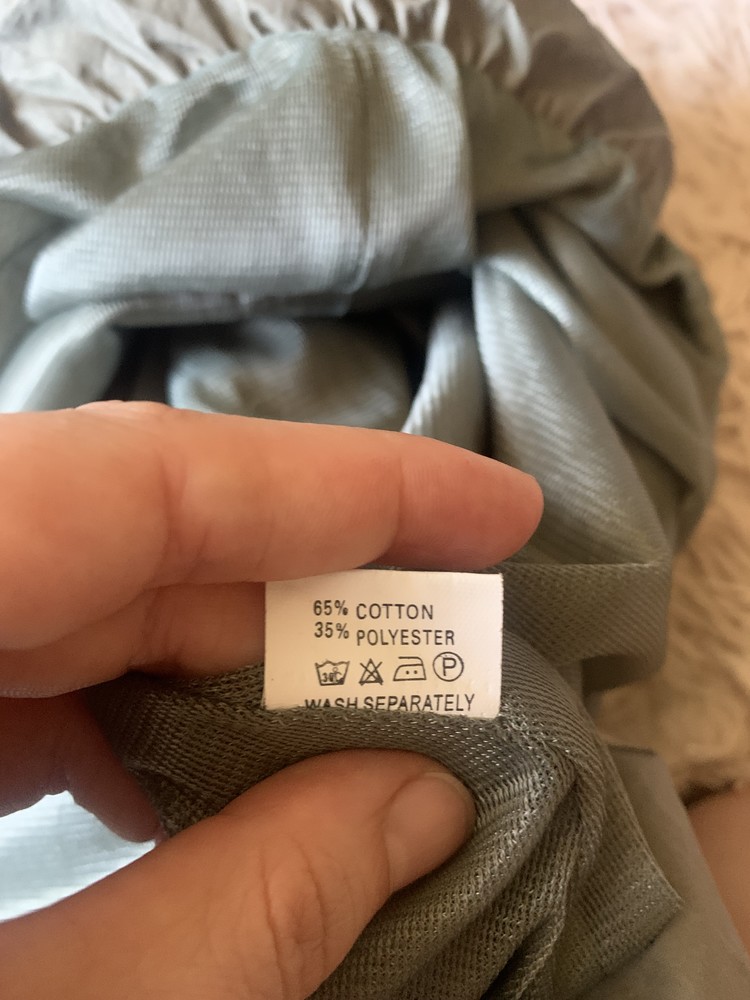 65% COTTON
35% POLYESTER
30°C P
WASH SEPARATELY